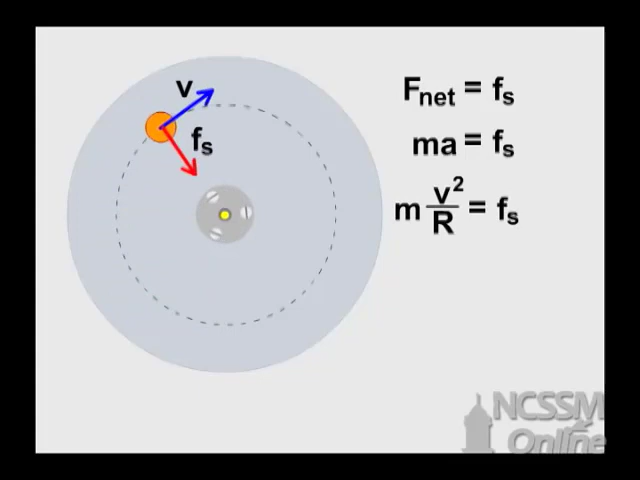 v
fs
Fnet = fs
ma = fs
m v²/R = fs
NCSSM
Online